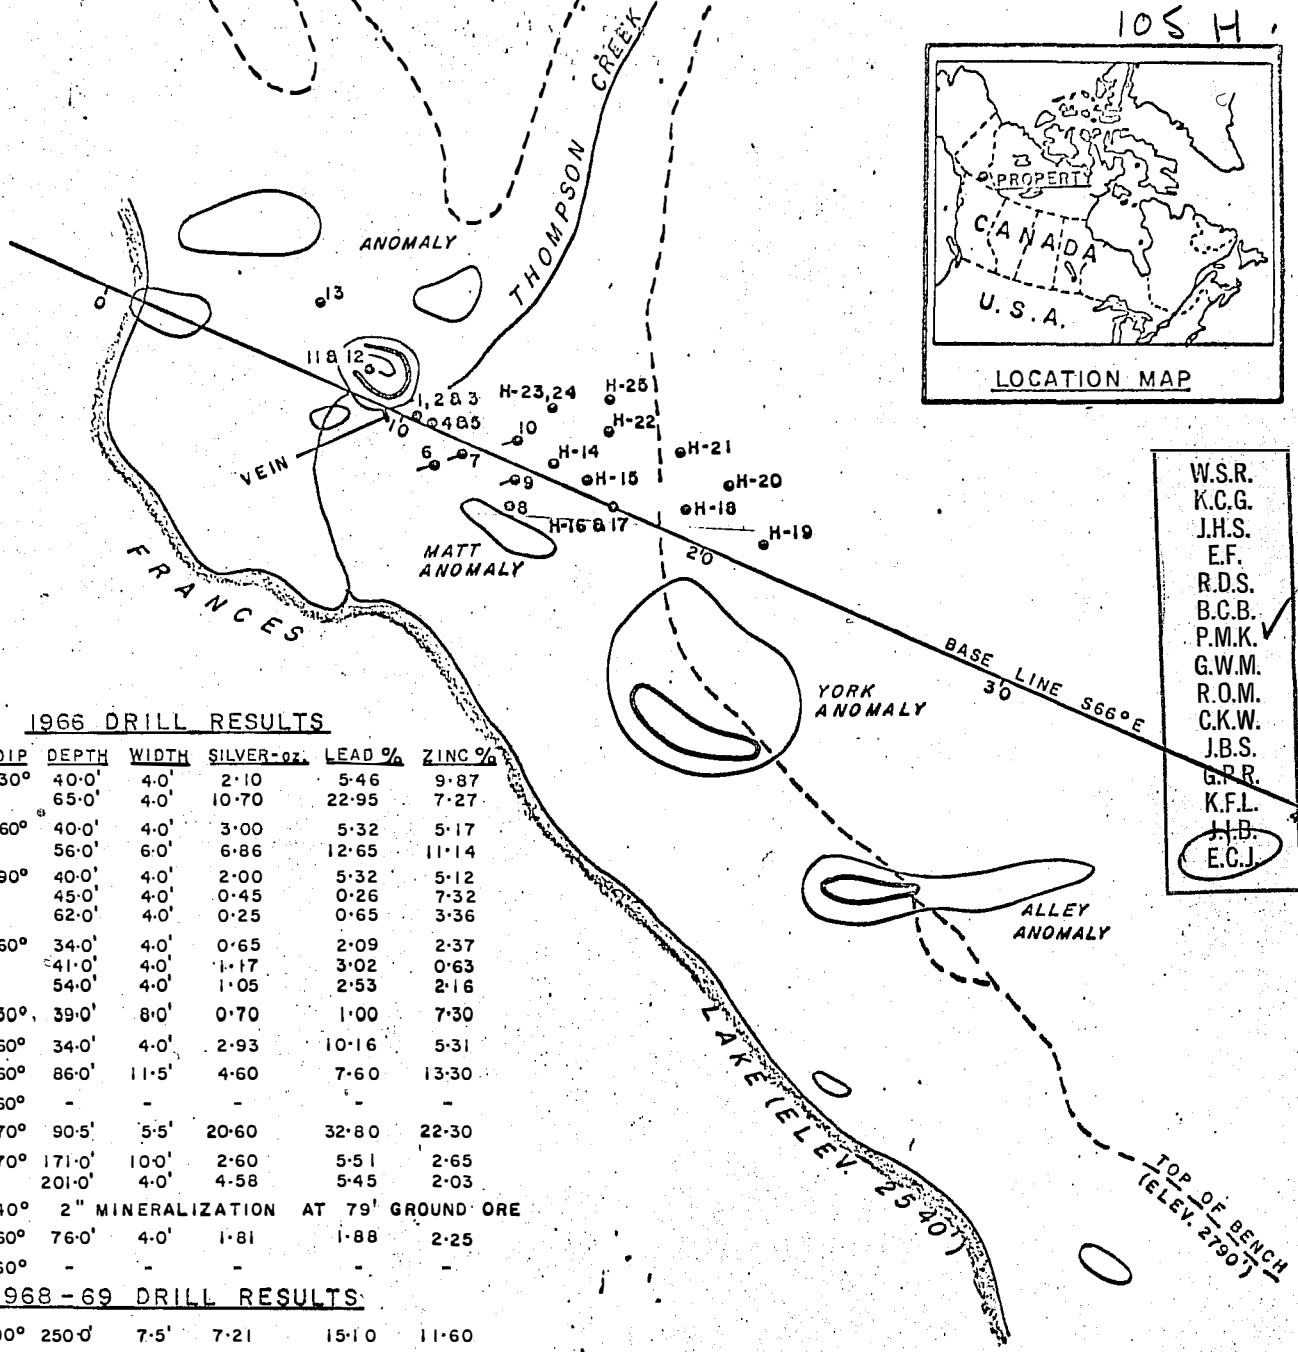 105 H
PROPERTY
CANADA
U.S.A.
LOCATION MAP
THOMPSON CREEK
ANOMALY
0
13
11 & 12
1, 2 & 3
4 & 5
10
VEIN
6
7
10
9
8
H-23, 24
H-25
H-22
H-14
H-15
H-16 & 17
H-21
H-20
H-18
H-19
MATT
ANOMALY
20
FRANCES
LAKE (ELEV. 2540')
BASE LINE S66°E
30
YORK
ANOMALY
ALLEY
ANOMALY
TOP OF BENCH
(ELEV. 2790')
W.S.R.
K.C.G.
J.H.S.
E.F.
R.D.S.
B.C.B.
P.M.K. ✓
G.W.M.
R.O.M.
C.K.W.
J.B.S.
G.P.R.
K.F.L.
J.I.B.
E.C.J.
1966 DRILL RESULTS
DIP DEPTH WIDTH SILVER-oz. LEAD % ZINC %
30° 40.0' 4.0' 2.10 5.46 9.87
65.0' 4.0' 10.70 22.95 7.27
60° 40.0' 4.0' 3.00 5.32 5.17
56.0' 6.0' 6.86 12.65 11.14
90° 40.0' 4.0' 2.00 5.32 5.12
45.0' 4.0' 0.45 0.26 7.32
62.0' 4.0' 0.25 0.65 3.36
60° 34.0' 4.0' 0.65 2.09 2.37
41.0' 4.0' 1.17 3.02 0.63
54.0' 4.0' 1.05 2.53 2.16
39.0' 8.0' 0.70 1.00 7.30
60° 34.0' 4.0' 2.93 10.16 5.31
60° 86.0' 11.5' 4.60 7.60 13.30
60° - - - - -
70° 90.5' 5.5' 20.60 32.80 22.30
70° 171.0' 10.0' 2.60 5.51 2.65
201.0' 4.0' 4.58 5.45 2.03
2" MINERALIZATION AT 79' GROUND ORE
60° 76.0' 4.0' 1.81 1.88 2.25
60° - - - - -
968-69 DRILL RESULTS
250.0' 7.5' 7.21 15.10 11.60